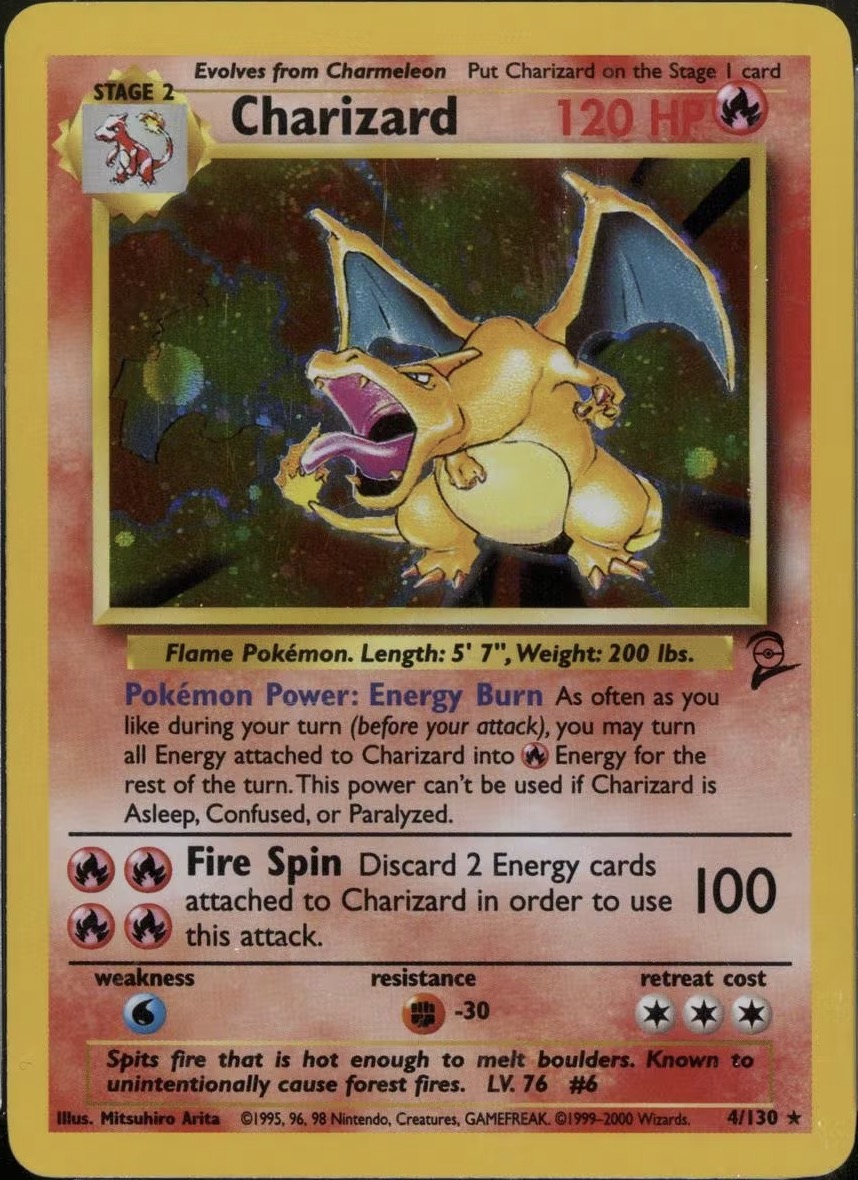 Evolves from Charmeleon Put Charizard on the Stage 1 card
STAGE 2
Charizard 120 HP
Flame Pokémon. Length: 5' 7", Weight: 200 lbs.
Pokémon Power: Energy Burn As often as you
like during your turn (before your attack), you may turn
all Energy attached to Charizard into Energy for the
rest of the turn. This power can't be used if Charizard is
Asleep, Confused, or Paralyzed.
Fire Spin Discard 2 Energy cards
attached to Charizard in order to use
this attack.
100
weakness resistance retreat cost
-30
Spits fire that is hot enough to melt boulders. Known to
unintentionally cause forest fires. LV. 76 #6
Illus. Mitsuhiro Arita ©1995, 96, 98 Nintendo, Creatures, GAMEFREAK. ©1999-2000 Wizards. 4/130 ★